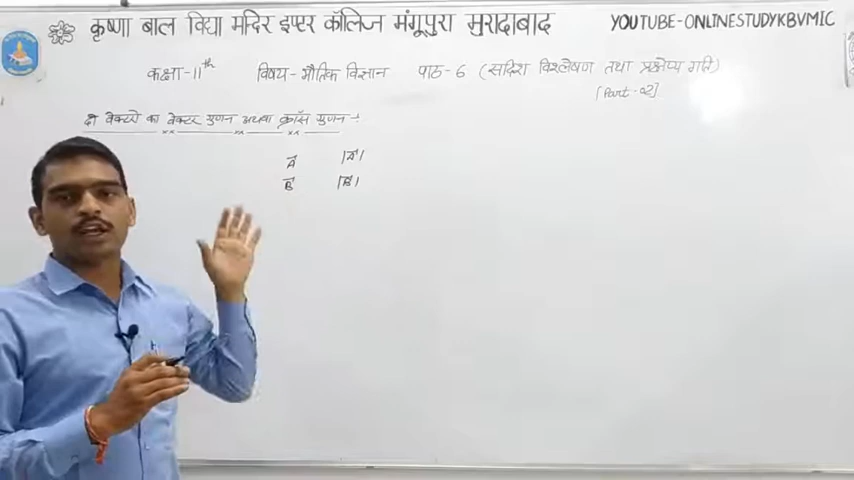 कृष्णा बाल विद्या मन्दिर इण्टर कॉलिज मंगूपुरा मुरादाबाद YOUTUBE-ONLINESTUDYKBVMIC
कक्षा-11th विषय-भौतिक विज्ञान पाठ-6 (सदिश विश्लेषण तथा प्रक्षेप्य गति)
[Part-02]
दो वेक्टरों का वेक्टर गुणन अथवा क्रॉस गुणन :-
A⃗ |A⃗|
B⃗ |B⃗|